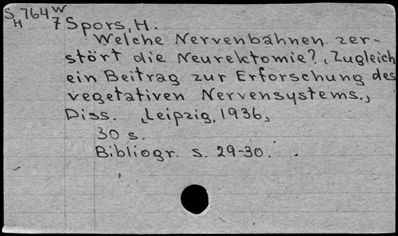 S, 764 W
H 7 Spors, H.
Welche Nervenbahnen zer-
stört die Neurektomie?, Zugleich
ein Beitrag zur Erforschung des
vegetativen Nervensystems.,
Diss. Leipzig, 1936,
30 s.
Bibliogr. s. 29-30.